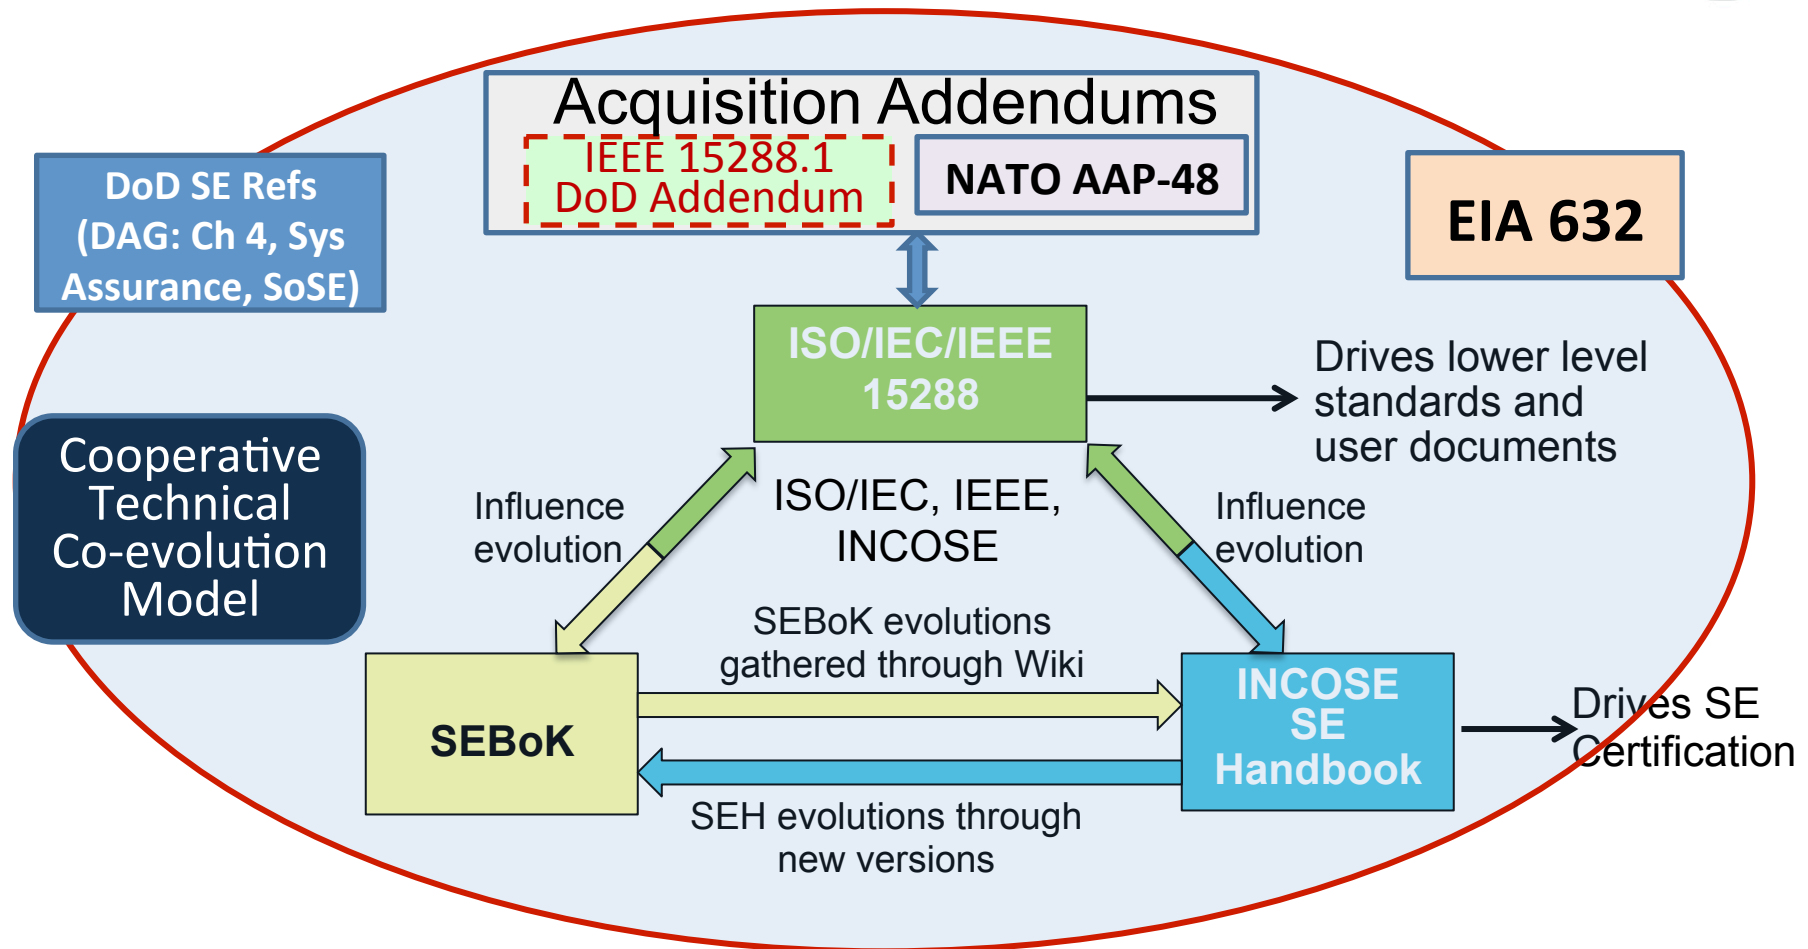 Acquisition Addendums
IEEE 15288.1
DoD Addendum
NATO AAP-48
DoD SE Refs
(DAG: Ch 4, Sys
Assurance, SoSE)
EIA 632
ISO/IEC/IEEE
15288
Drives lower level
standards and
user documents
Cooperative
Technical
Co-evolution
Model
Influence
evolution
ISO/IEC, IEEE,
INCOSE
Influence
evolution
SEBoK evolutions
gathered through Wiki
SEBoK
INCOSE
SE
Handbook
Drives SE
Certification
SEH evolutions through
new versions